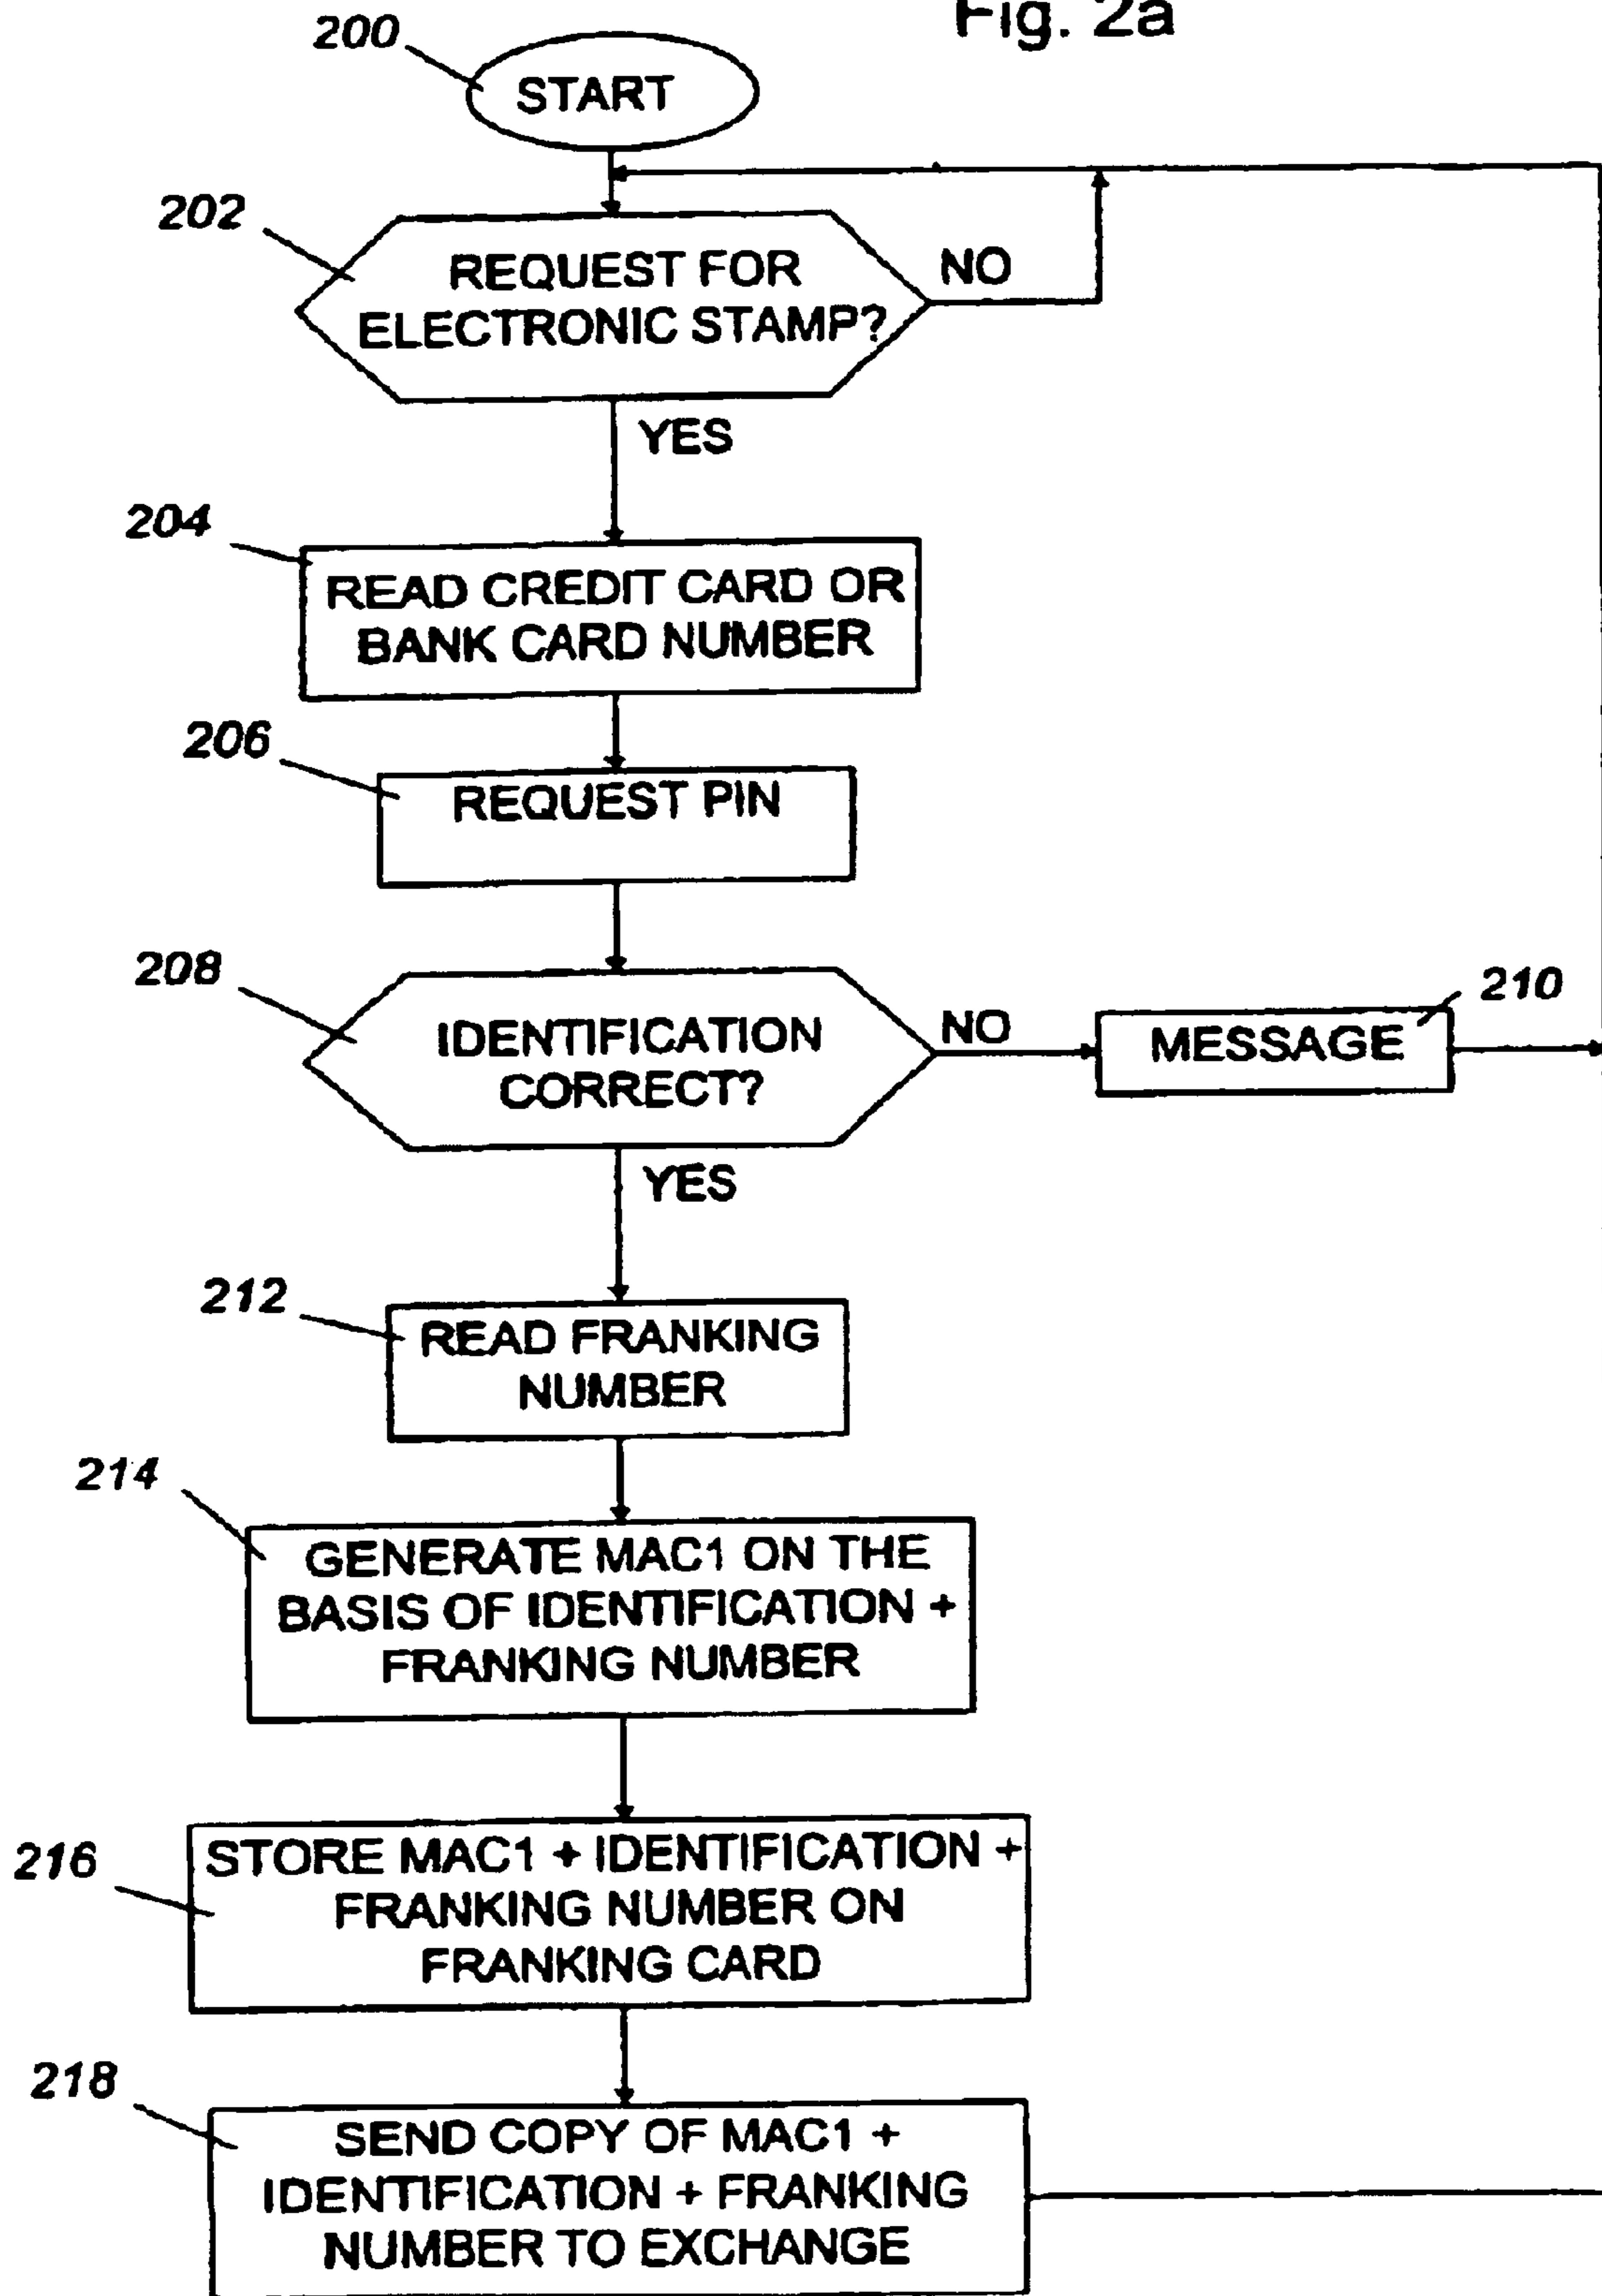 Fig. 2a
200
START
202
REQUEST FOR
ELECTRONIC STAMP?
NO
YES
204
READ CREDIT CARD OR
BANK CARD NUMBER
206
REQUEST PIN
208
IDENTIFICATION
CORRECT?
NO
210
MESSAGE
YES
212
READ FRANKING
NUMBER
214
GENERATE MAC1 ON THE
BASIS OF IDENTIFICATION +
FRANKING NUMBER
216
STORE MAC1 + IDENTIFICATION +
FRANKING NUMBER ON
FRANKING CARD
218
SEND COPY OF MAC1 +
IDENTIFICATION + FRANKING
NUMBER TO EXCHANGE